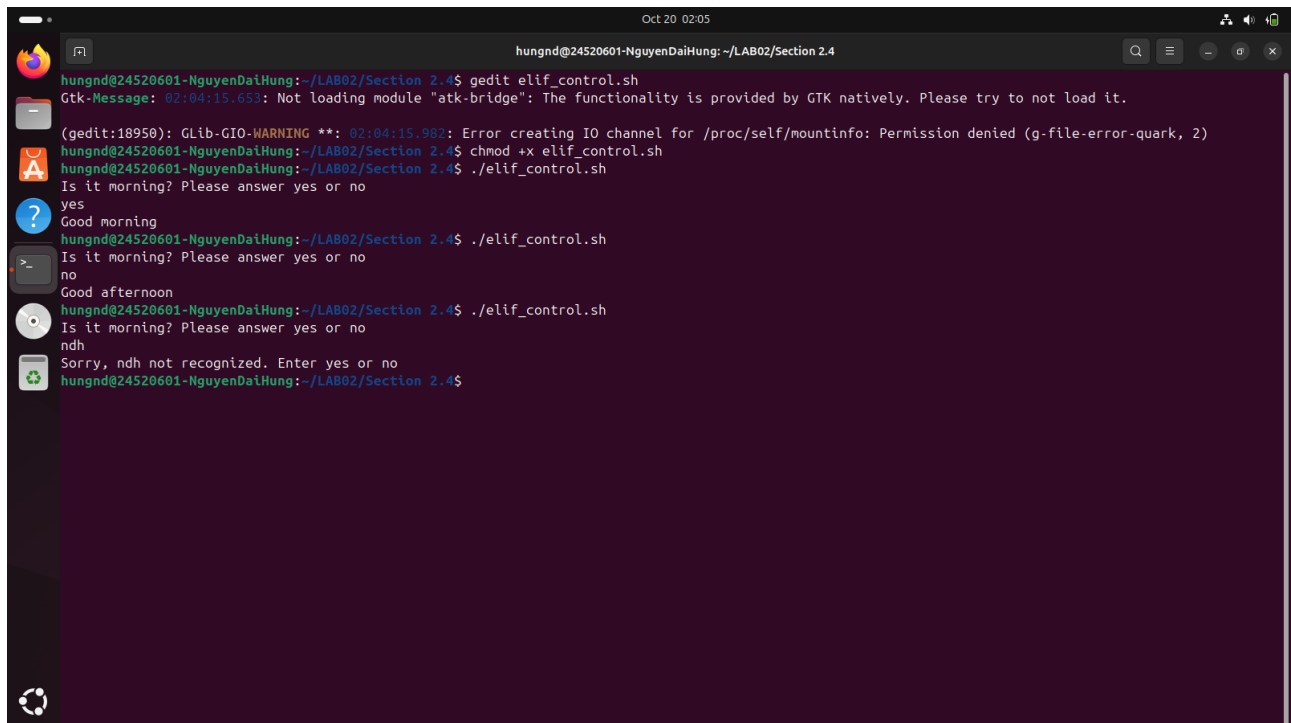 Oct 20 02:05
hungnd@24520601-NguyenDaiHung: ~/LAB02/Section 2.4
hungnd@24520601-NguyenDaiHung:~/LAB02/Section 2.4$ gedit elif_control.sh
Gtk-Message: 02:04:15.653: Not loading module "atk-bridge": The functionality is provided by GTK natively. Please try to not load it.
(gedit:18950): GLib-GIO-WARNING **: 02:04:15.982: Error creating IO channel for /proc/self/mountinfo: Permission denied (g-file-error-quark, 2)
hungnd@24520601-NguyenDaiHung:~/LAB02/Section 2.4$ chmod +x elif_control.sh
hungnd@24520601-NguyenDaiHung:~/LAB02/Section 2.4$ ./elif_control.sh
Is it morning? Please answer yes or no
yes
Good morning
hungnd@24520601-NguyenDaiHung:~/LAB02/Section 2.4$ ./elif_control.sh
Is it morning? Please answer yes or no
no
Good afternoon
hungnd@24520601-NguyenDaiHung:~/LAB02/Section 2.4$ ./elif_control.sh
Is it morning? Please answer yes or no
ndh
Sorry, ndh not recognized. Enter yes or no
hungnd@24520601-NguyenDaiHung:~/LAB02/Section 2.4$